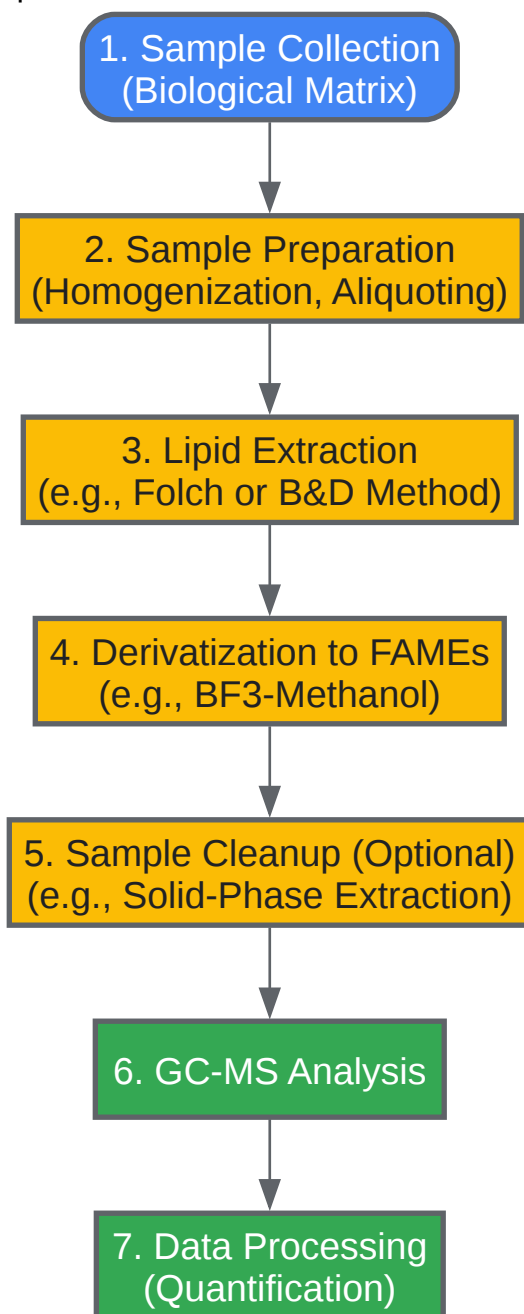 1. Sample Collection
(Biological Matrix)
2. Sample Preparation
(Homogenization, Aliquoting)
3. Lipid Extraction
(e.g., Folch or B&D Method)
4. Derivatization to FAMEs
(e.g., BF3-Methanol)
5. Sample Cleanup (Optional)
(e.g., Solid-Phase Extraction)
6. GC-MS Analysis
7. Data Processing
(Quantification)